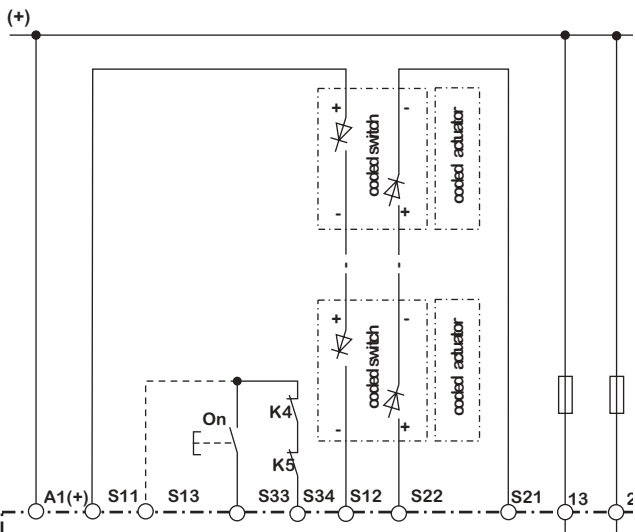 (+)
+
-
coded switch
coded actuator
-
+
+
-
coded switch
coded actuator
-
+
K4
On
K5
A1(+) S11 S13 S33 S34 S12 S22 S21 13 2